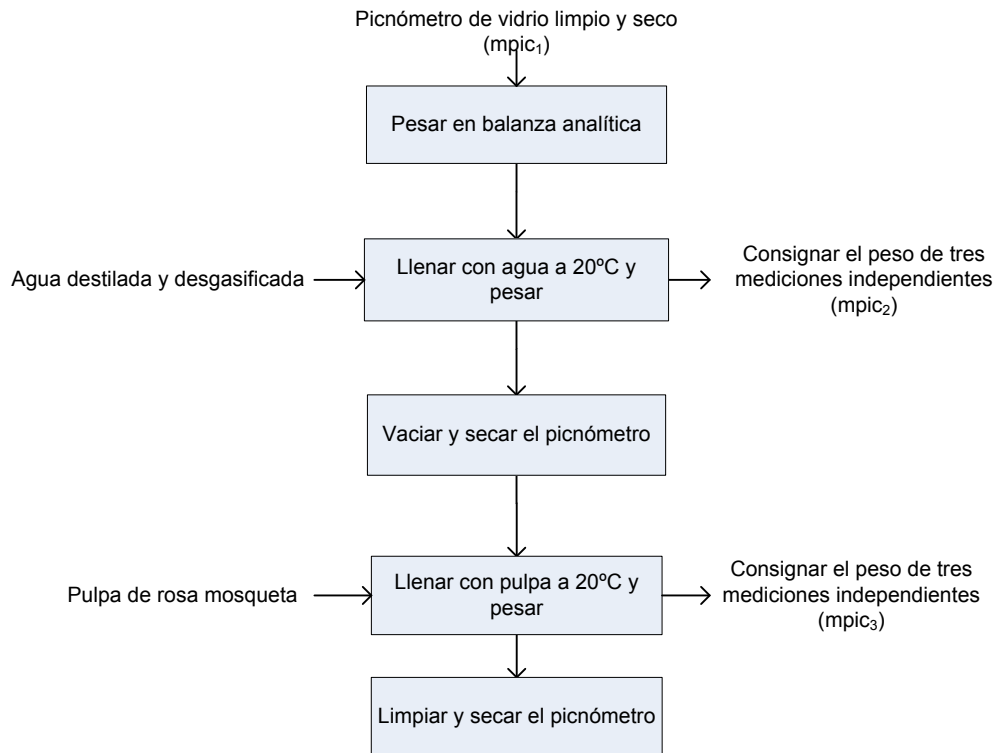 Picnómetro de vidrio limpio y seco
(mpic₁)
Pesar en balanza analítica
Agua destilada y desgasificada
Llenar con agua a 20ºC y
pesar
Consignar el peso de tres
mediciones independientes
(mpic₂)
Vaciar y secar el picnómetro
Pulpa de rosa mosqueta
Llenar con pulpa a 20ºC y
pesar
Consignar el peso de tres
mediciones independientes
(mpic₃)
Limpiar y secar el picnómetro